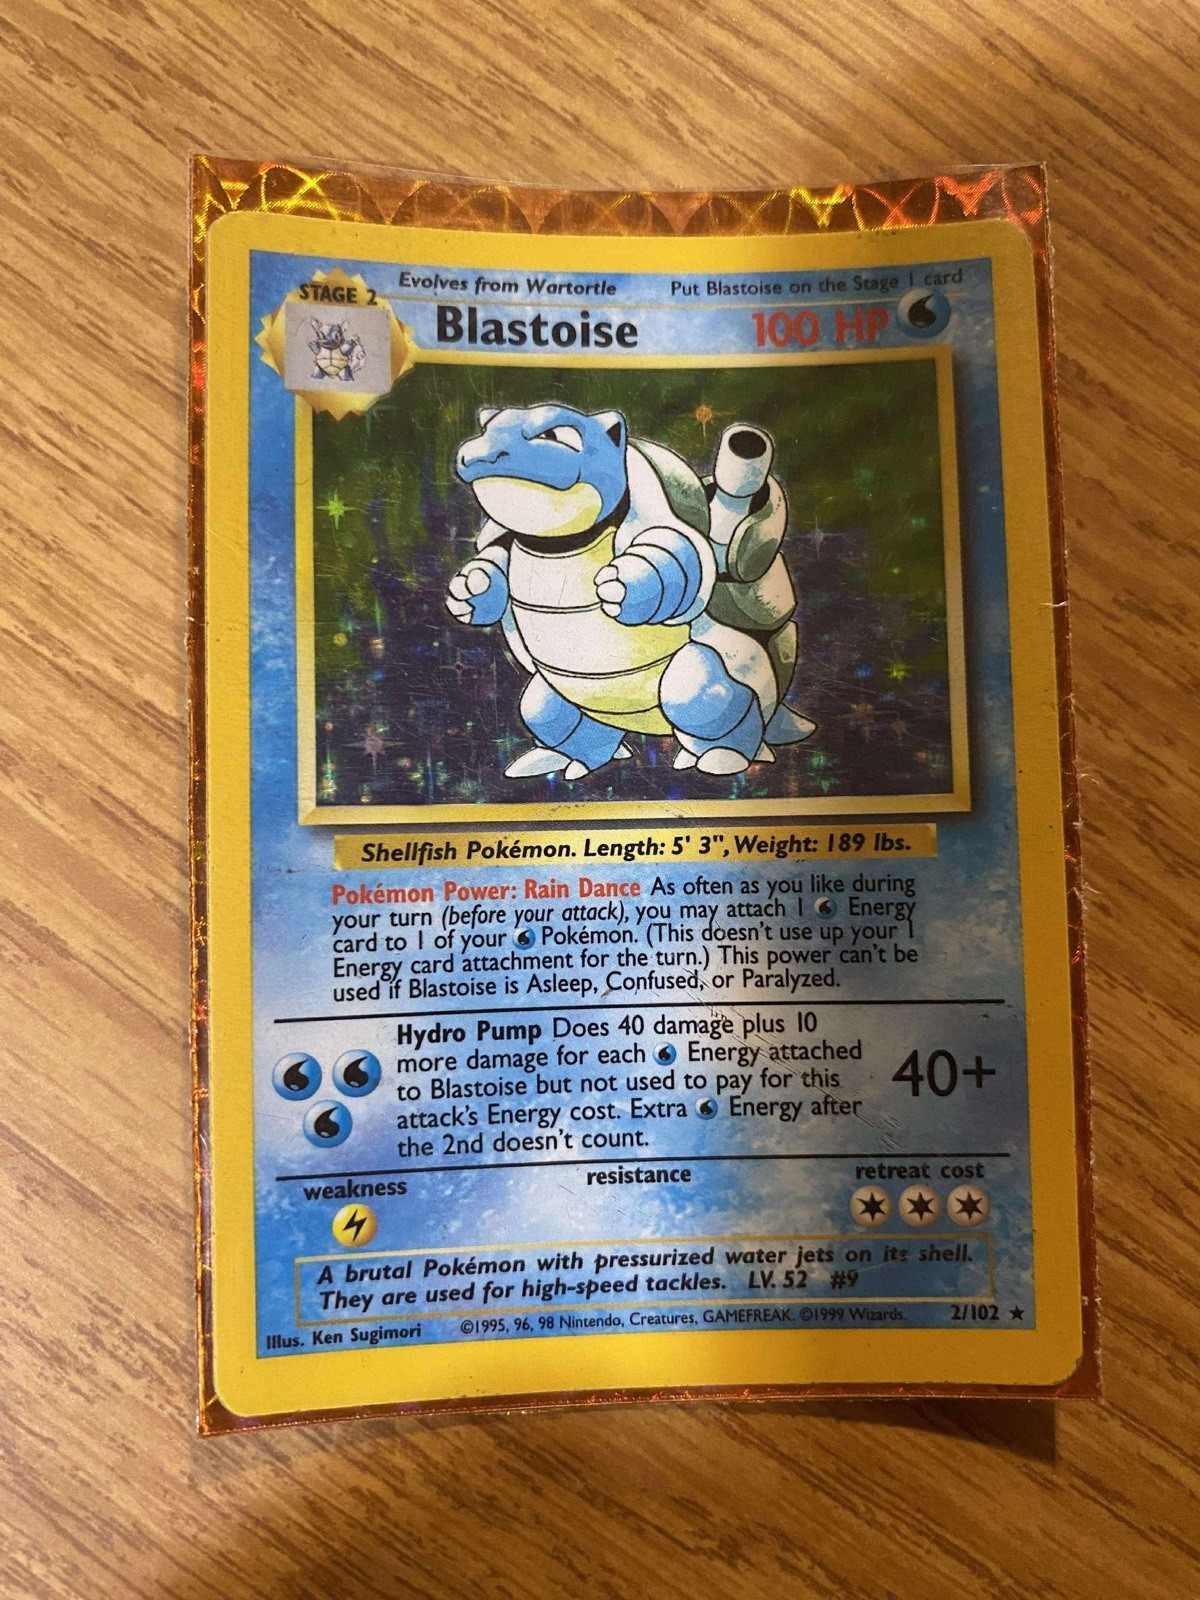 STAGE 2
Evolves from Wartortle
Put Blastoise on the Stage 1 card
Blastoise
100 HP
Shellfish Pokémon. Length: 5' 3", Weight: 189 lbs.
Pokémon Power: Rain Dance As often as you like during
your turn (before your attack), you may attach 1 Energy
card to 1 of your Pokémon. (This doesn't use up your 1
Energy card attachment for the turn.) This power can't be
used if Blastoise is Asleep, Confused, or Paralyzed.
Hydro Pump Does 40 damage plus 10
more damage for each Energy attached
to Blastoise but not used to pay for this
attack's Energy cost. Extra Energy after
the 2nd doesn't count.
40+
weakness
resistance
retreat cost
A brutal Pokémon with pressurized water jets on its shell.
They are used for high-speed tackles. LV. 52 #9
Illus. Ken Sugimori
©1995, 96, 98 Nintendo, Creatures, GAMEFREAK. ©1999 Wizards.
2/102 ★